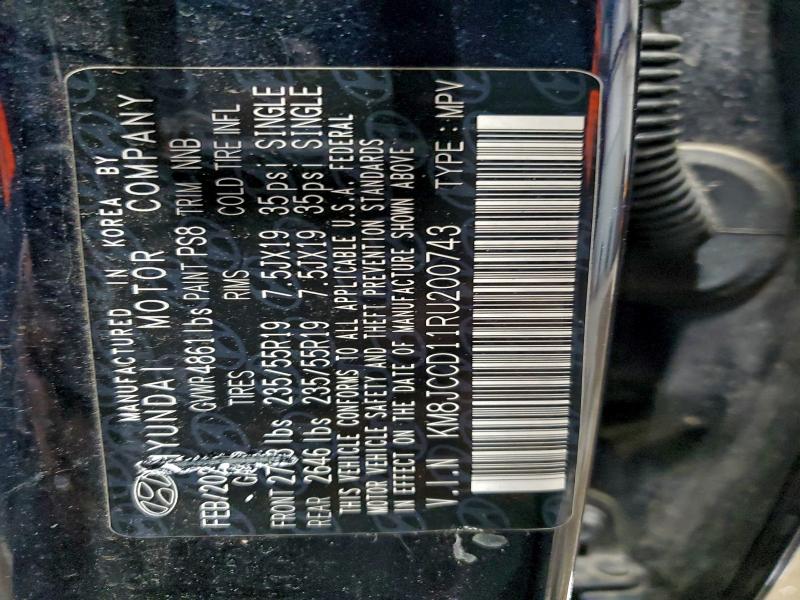 MANUFACTURED IN KOREA BY
HYUNDAI MOTOR COMPANY
FEB/20 GVWR 4861 lbs PAINT PS8 TRIM NNB
TIRES RIMS COLD TIRE INFL
FRONT lbs 235/55R19 7.5JX19 35psi SINGLE
REAR 2646 lbs 235/55R19 7.5JX19 35psi SINGLE
THIS VEHICLE CONFORMS TO ALL APPLICABLE U.S.A. FEDERAL
MOTOR VEHICLE SAFETY AND THEFT PREVENTION STANDARDS
IN EFFECT ON THE DATE OF MANUFACTURE SHOWN ABOVE
V.I.N KM8JCCD11RU200743 TYPE : MPV